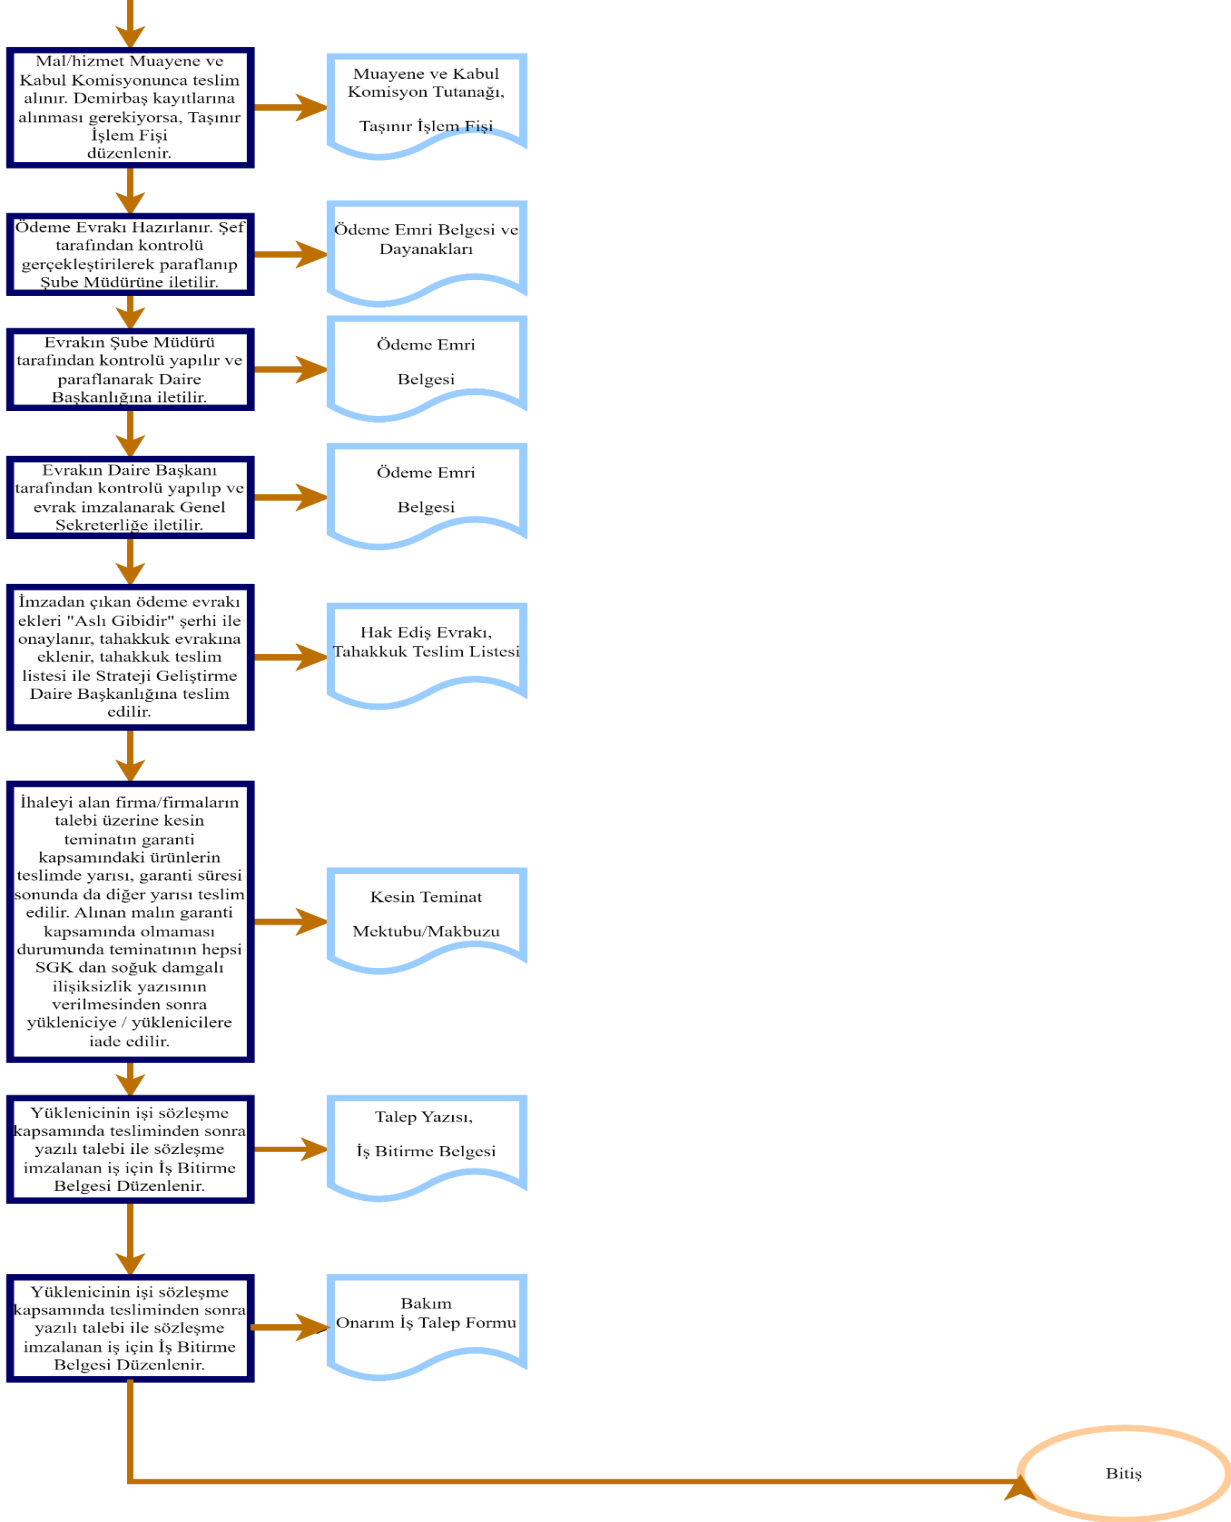 Mal/hizmet Muayene ve
Kabul Komisyonunca teslim
alınır. Demirbaş kayıtlarına
alınması gerekiyorsa, Taşınır
İşlem Fişi
düzenlenir.
Muayene ve Kabul
Komisyon Tutanağı,
Taşınır İşlem Fişi
Ödeme Evrakı Hazırlanır. Şef
tarafından kontrolü
gerçekleştirilerek paraflanıp
Şube Müdürüne iletilir.
Ödeme Emri Belgesi ve
Dayanakları
Evrakın Şube Müdürü
tarafından kontrolü yapılır ve
paraflanarak Daire
Başkanlığına iletilir.
Ödeme Emri
Belgesi
Evrakın Daire Başkanı
tarafından kontrolü yapılıp ve
evrak imzalanarak Genel
Sekreterliğe iletilir.
Ödeme Emri
Belgesi
İmzadan çıkan ödeme evrakı
ekleri "Aslı Gibidir" şerhi ile
onaylanır, tahakkuk evrakına
eklenir, tahakkuk teslim
listesi ile Strateji Geliştirme
Daire Başkanlığına teslim
edilir.
Hak Ediş Evrakı,
Tahakkuk Teslim Listesi
İhaleyi alan firma/firmaların
talebi üzerine kesin
teminatın garanti
kapsamındaki ürünlerin
teslimde yarısı, garanti süresi
sonunda da diğer yarısı teslim
edilir. Alınan malın garanti
kapsamında olmaması
durumunda teminatının hepsi
SGK dan soğuk damgalı
ilişiksizlik yazısının
verilmesinden sonra
yükleniciye / yüklenicilere
iade edilir.
Kesin Teminat
Mektubu/Makbuzu
Yüklenicinin işi sözleşme
kapsamında tesliminden sonra
yazılı talebi ile sözleşme
imzalanan iş için İş Bitirme
Belgesi Düzenlenir.
Talep Yazısı,
İş Bitirme Belgesi
Yüklenicinin işi sözleşme
kapsamında tesliminden sonra
yazılı talebi ile sözleşme
imzalanan iş için İş Bitirme
Belgesi Düzenlenir.
Bakım
Onarım İş Talep Formu
Bitiş